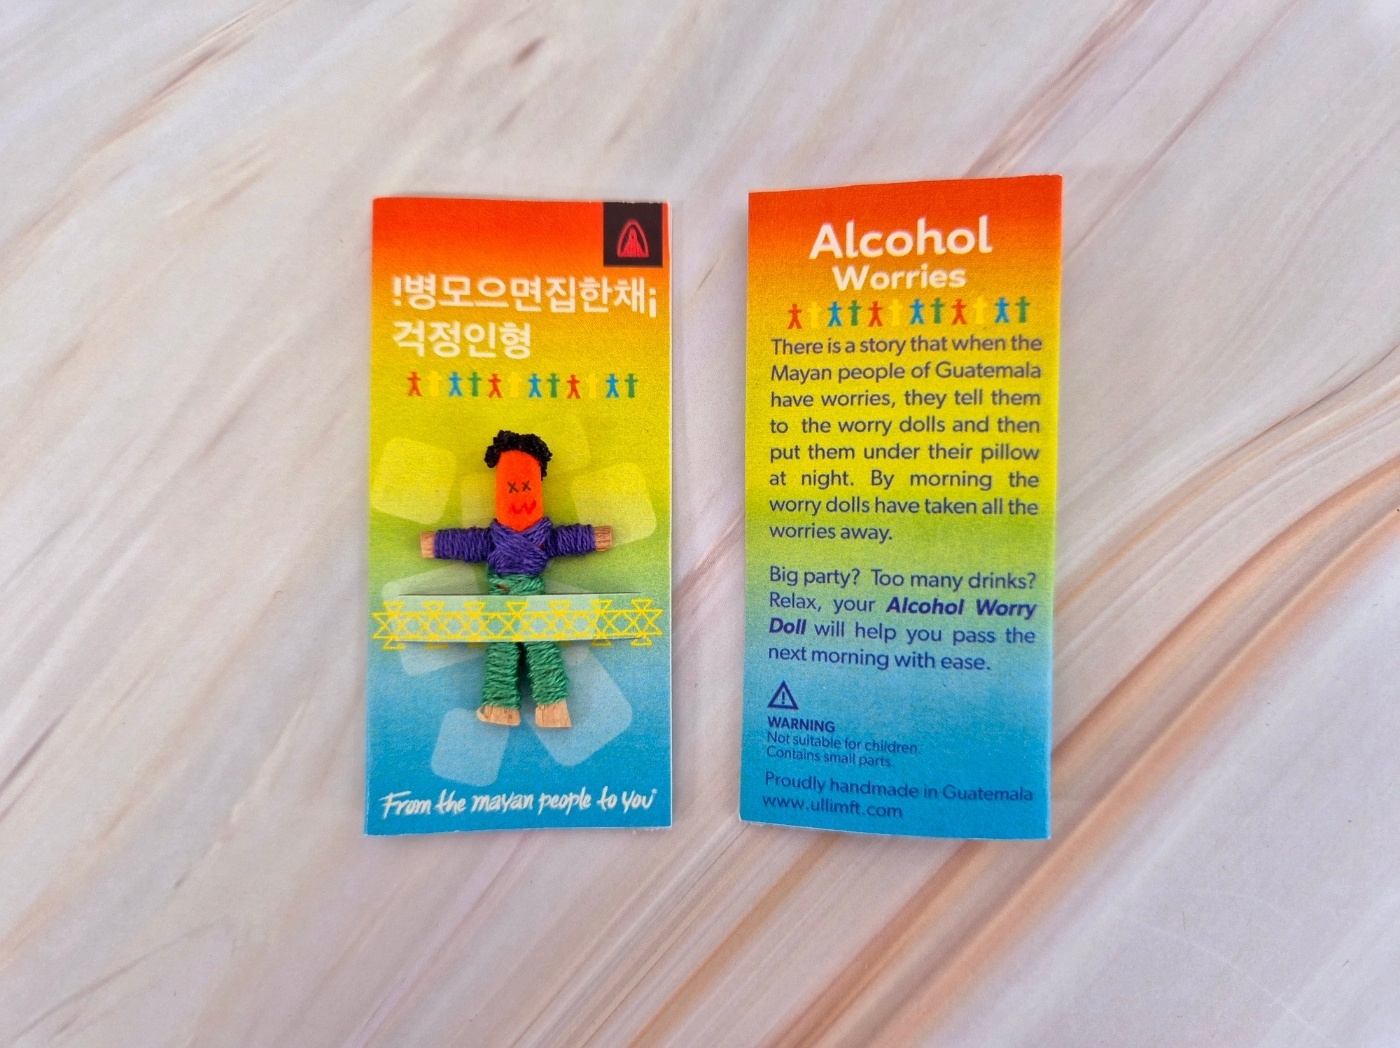 !병모으면집한채¡
걱정인형
From the mayan people to you
Alcohol
Worries
There is a story that when the
Mayan people of Guatemala
have worries, they tell them
to the worry dolls and then
put them under their pillow
at night. By morning the
worry dolls have taken all the
worries away.
Big party? Too many drinks?
Relax, your Alcohol Worry
Doll will help you pass the
next morning with ease.
WARNING
Not suitable for children.
Contains small parts.
Proudly handmade in Guatemala
www.ullimft.com